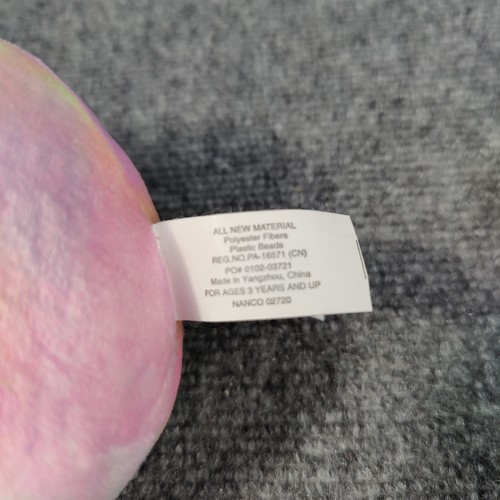 ALL NEW MATERIAL
Polyester Fibers
Plastic Beads
REG.NO.PA-16571 (CN)
PO# 0102-03721
Made in Yangzhou, China
FOR AGES 3 YEARS AND UP
NANCO 02720